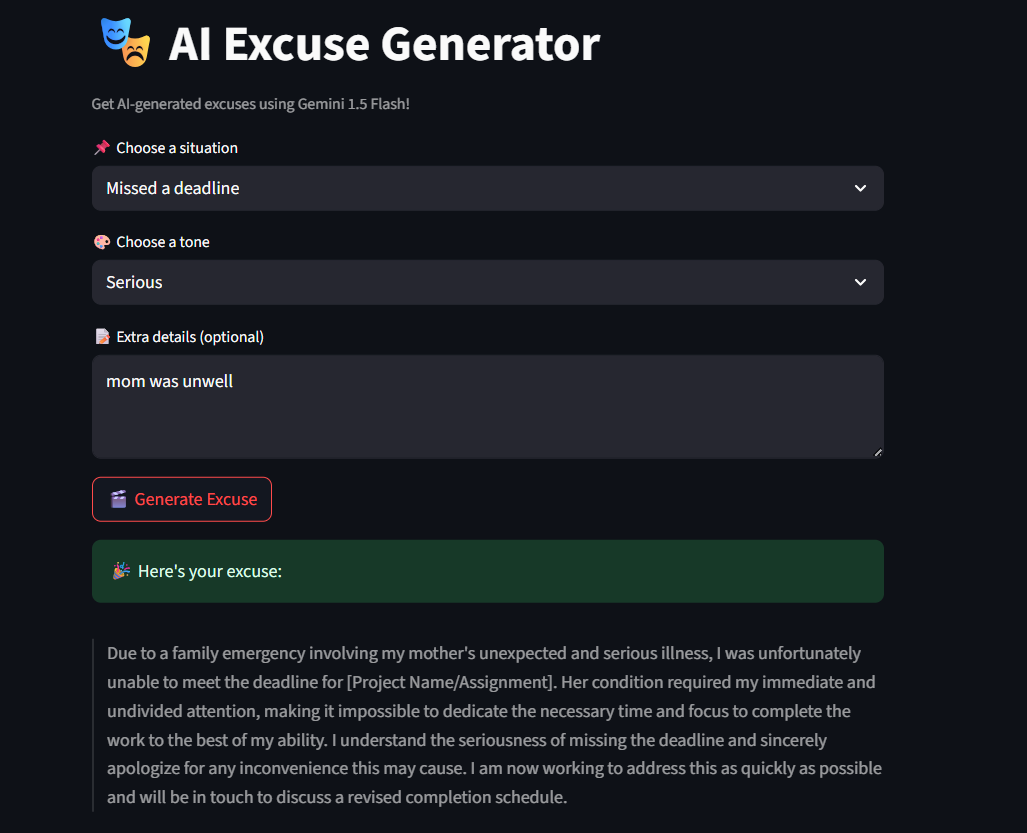 AI Excuse Generator
Get AI-generated excuses using Gemini 1.5 Flash!
Choose a situation
Missed a deadline
Choose a tone
Serious
Extra details (optional)
mom was unwell
Generate Excuse
Here's your excuse:
Due to a family emergency involving my mother's unexpected and serious illness, I was unfortunately
unable to meet the deadline for [Project Name/Assignment]. Her condition required my immediate and
undivided attention, making it impossible to dedicate the necessary time and focus to complete the
work to the best of my ability. I understand the seriousness of missing the deadline and sincerely
apologize for any inconvenience this may cause. I am now working to address this as quickly as possible
and will be in touch to discuss a revised completion schedule.